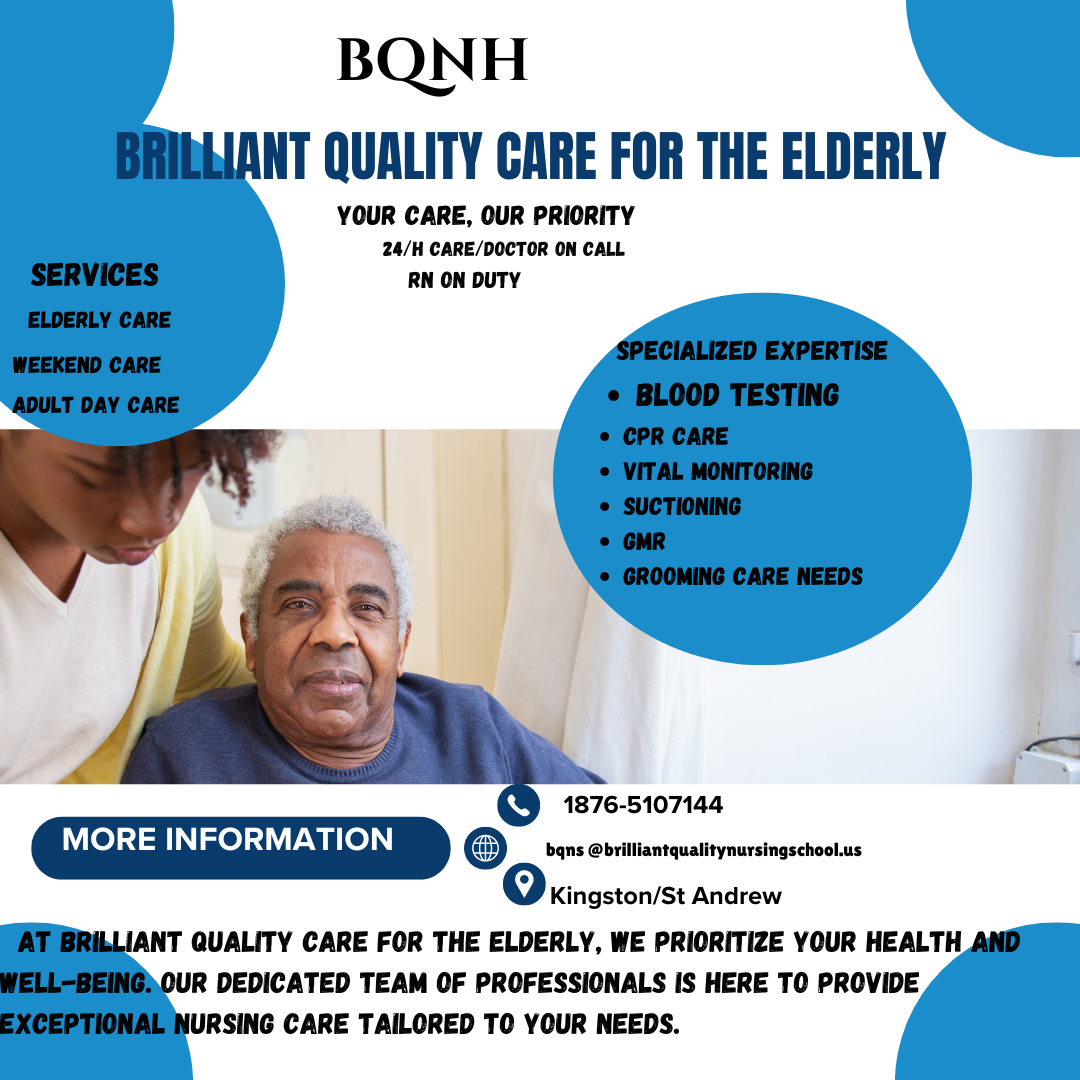 BQNH
BRILLIANT QUALITY CARE FOR THE ELDERLY
YOUR CARE, OUR PRIORITY
24/H CARE/DOCTOR ON CALL
RN ON DUTY
SERVICES
ELDERLY CARE
WEEKEND CARE
ADULT DAY CARE
SPECIALIZED EXPERTISE
• BLOOD TESTING
• CPR CARE
• VITAL MONITORING
• SUCTIONING
• GMR
• GROOMING CARE NEEDS
MORE INFORMATION
1876-5107144
bqns @brilliantqualitynursingschool.us
Kingston/St Andrew
AT BRILLIANT QUALITY CARE FOR THE ELDERLY, WE PRIORITIZE YOUR HEALTH AND
WELL-BEING. OUR DEDICATED TEAM OF PROFESSIONALS IS HERE TO PROVIDE
EXCEPTIONAL NURSING CARE TAILORED TO YOUR NEEDS.